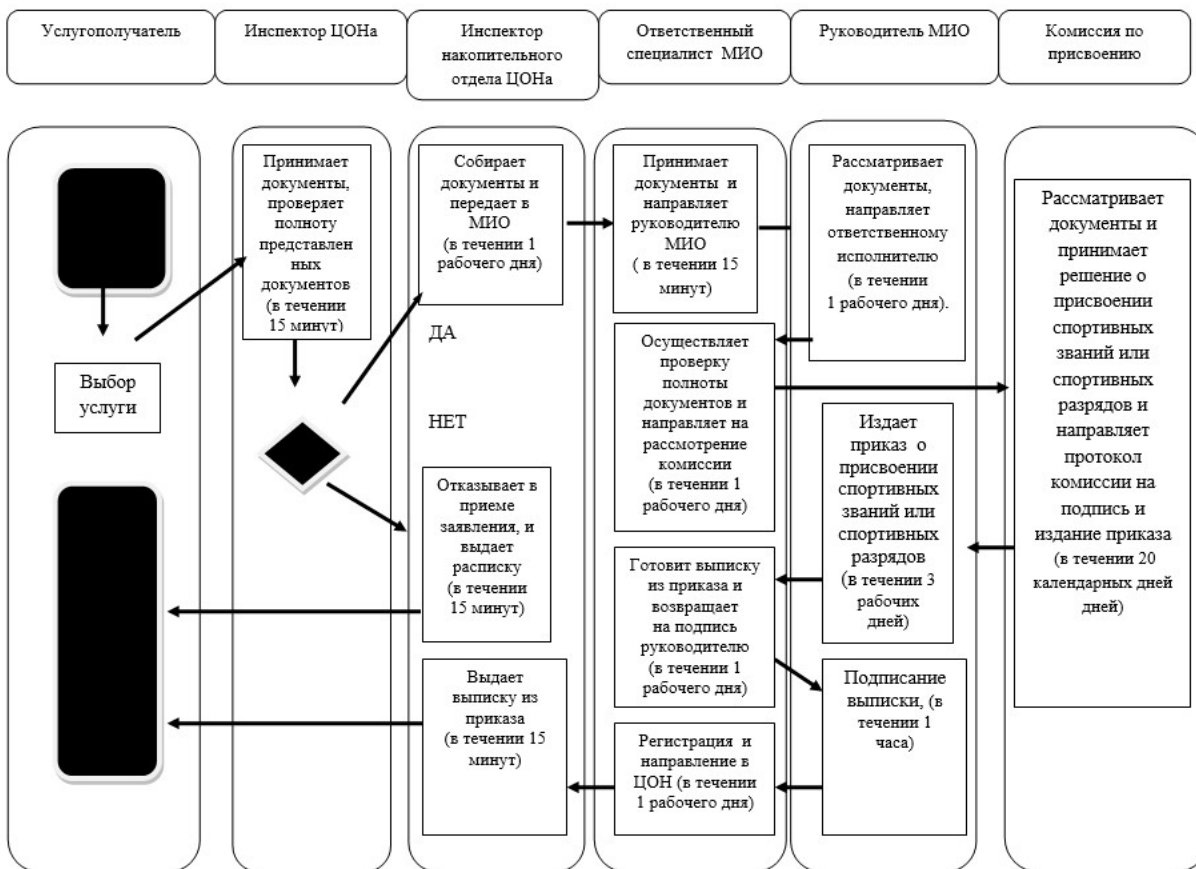 Услугополучатель
Инспектор ЦОНа
Инспектор
накопительного
отдела ЦОНа
Ответственный
специалист МИО
Руководитель МИО
Комиссия по
присвоению
Выбор
услуги
Принимает
документы,
проверяет
полноту
представлен
ных
документов
(в течении
15 минут)
Собирает
документы и
передает в
МИО
(в течении 1
рабочего дня)
ДА
НЕТ
Отказывает в
приеме
заявления, и
выдает
расписку
(в течении
15 минут)
Выдает
выписку из
приказа
(в течении 15
минут)
Принимает
документы и
направляет
руководителю
МИО
( в течении 15
минут)
Осуществляет
проверку
полноты
документов и
направляет на
рассмотрение
комиссии
(в течении 1
рабочего дня)
Готовит выписку
из приказа и
возвращает
на подпись
руководителю
(в течении 1
рабочего дня)
Регистрация и
направление в
ЦОН (в течении
1 рабочего дня)
Рассматривает
документы,
направляет
ответственному
исполнителю
(в течении
1 рабочего дня).
Издает
приказ о
присвоении
спортивных
званий или
спортивных
разрядов
(в течении 3
рабочих
дней)
Подписание
выписки, (в
течении 1
часа)
Рассматривает
документы и
принимает
решение о
присвоении
спортивных
званий или
спортивных
разрядов и
направляет
протокол
комиссии на
подпись и
издание приказа
(в течении 20
календарных дней
дней)